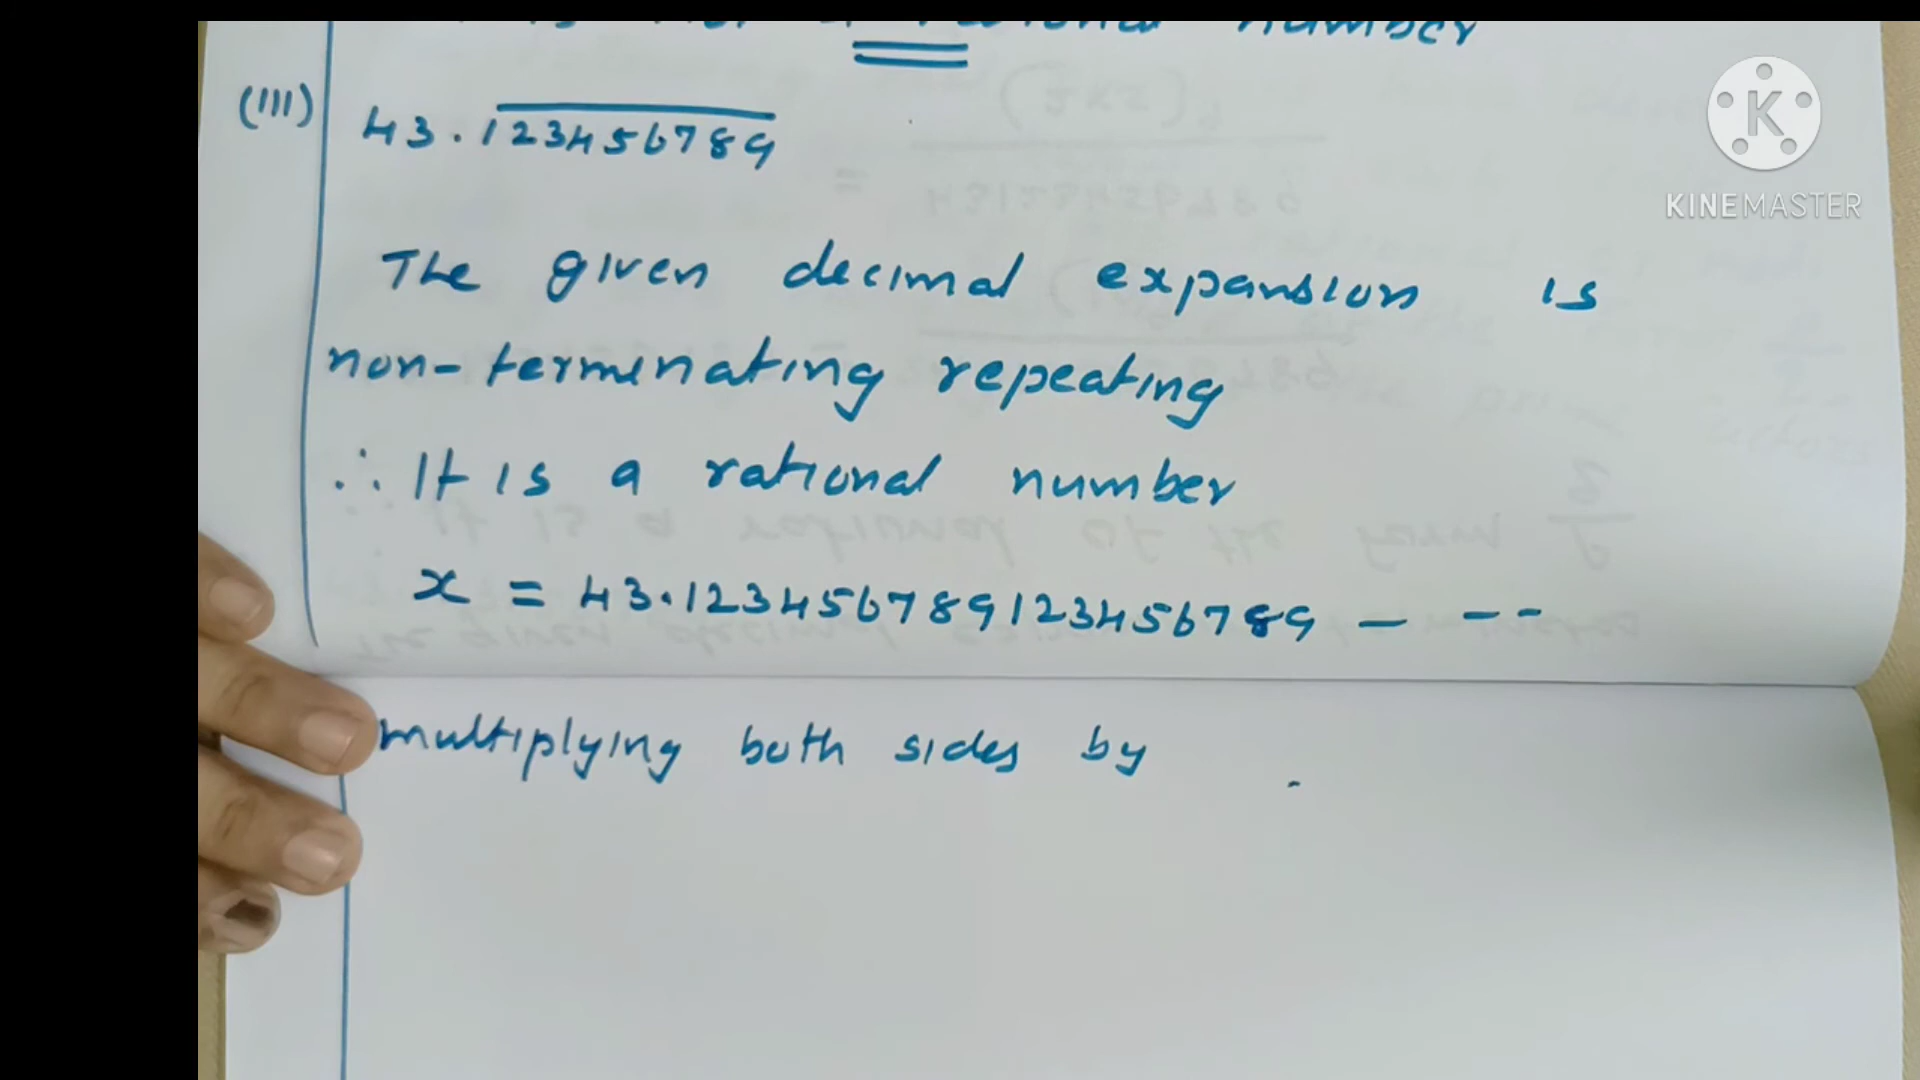 number
(III) 43.123456789
The given decimal expansion is
non-terminating repeating
∴ It is a rational number
x = 43.123456789123456789 – – –
multiplying both sides by
KINEMASTER